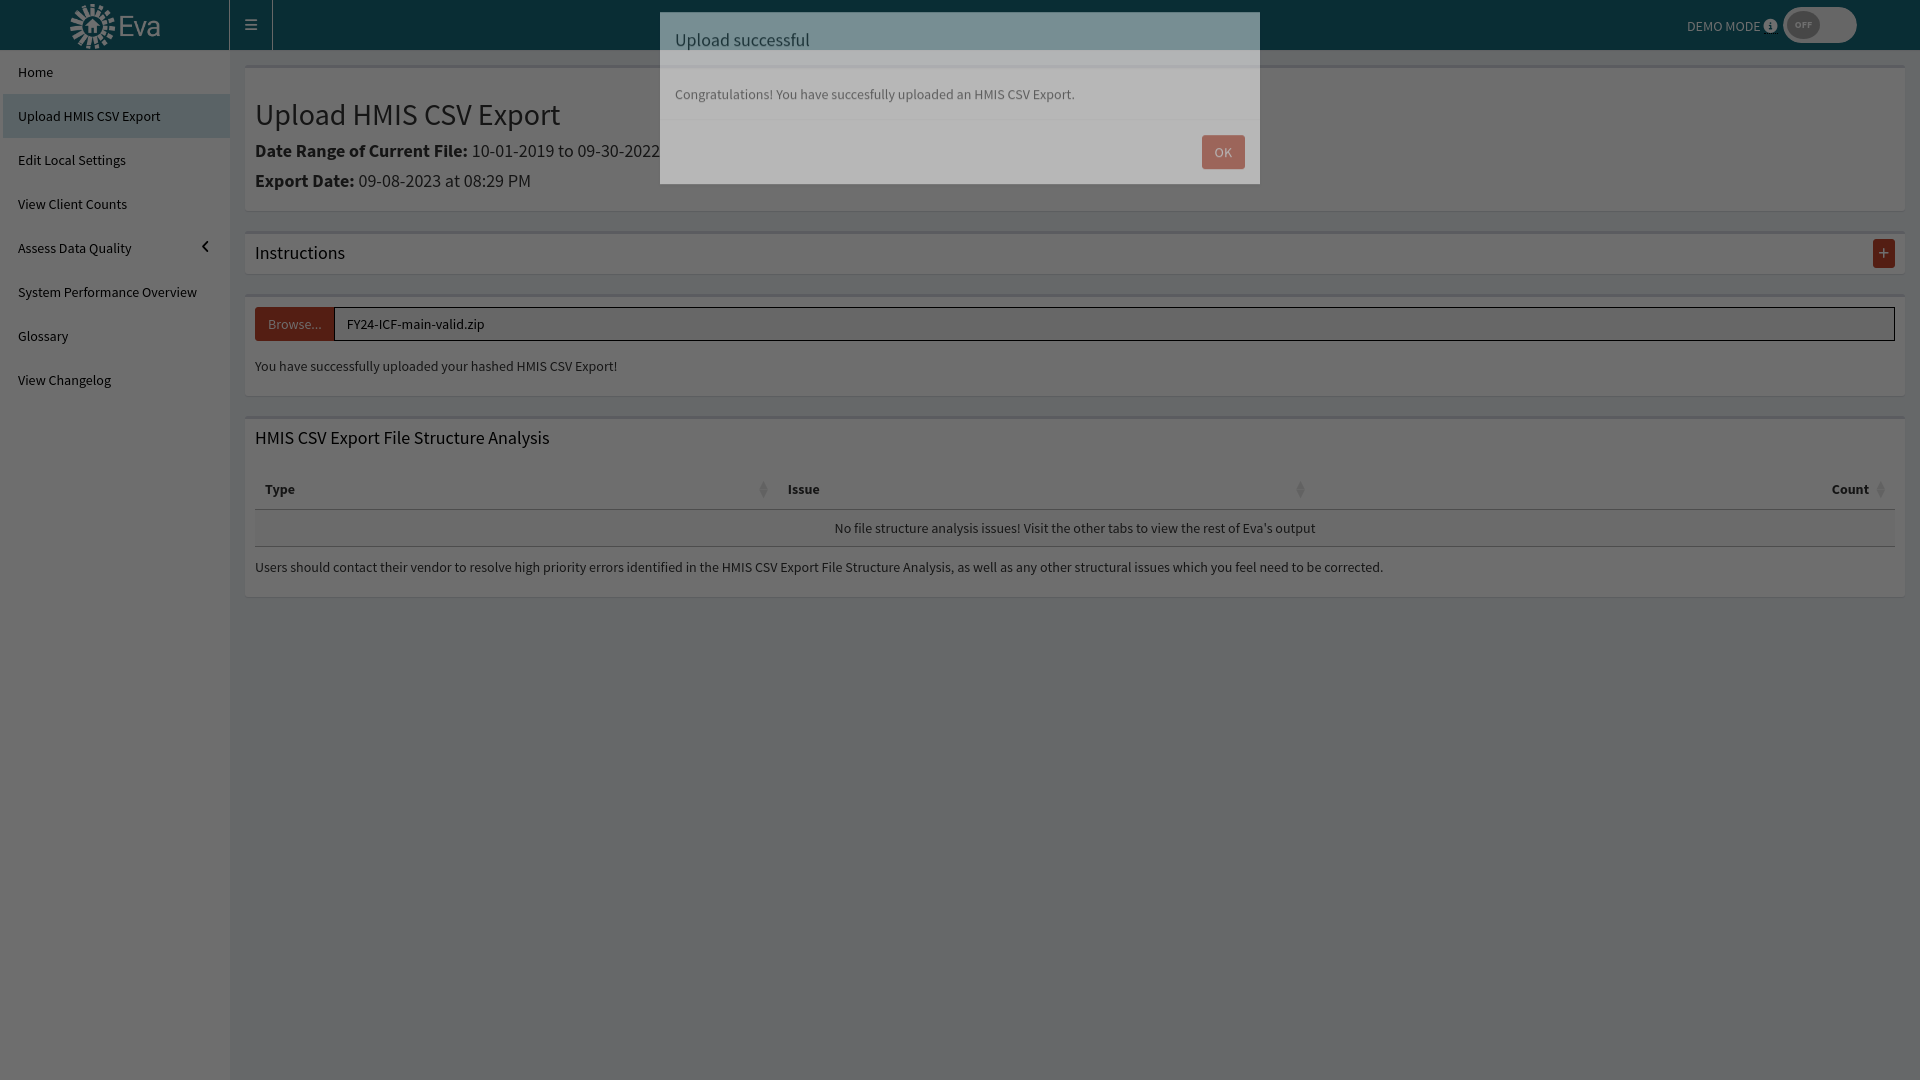 Eva
DEMO MODE
OFF
Home
Upload HMIS CSV Export
Edit Local Settings
View Client Counts
Assess Data Quality
System Performance Overview
Glossary
View Changelog
Upload successful
Congratulations! You have succesfully uploaded an HMIS CSV Export.
OK
Upload HMIS CSV Export
Date Range of Current File: 10-01-2019 to 09-30-2022
Export Date: 09-08-2023 at 08:29 PM
Instructions
+
Browse... FY24-ICF-main-valid.zip
You have successfully uploaded your hashed HMIS CSV Export!
HMIS CSV Export File Structure Analysis
Type Issue Count
No file structure analysis issues! Visit the other tabs to view the rest of Eva's output
Users should contact their vendor to resolve high priority errors identified in the HMIS CSV Export File Structure Analysis, as well as any other structural issues which you feel need to be corrected.